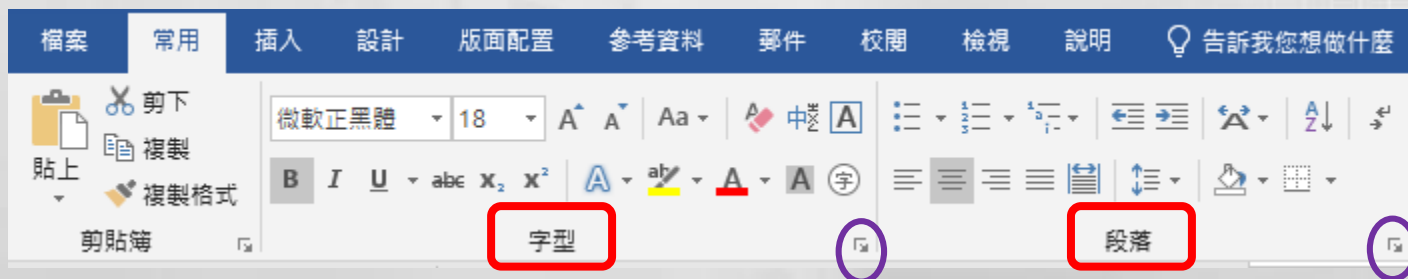 檔案 常用 插入 設計 版面配置 參考資料 郵件 校閱 檢視 說明 告訴我您想做什麼
剪下
複製
複製格式
貼上
剪貼簿
微軟正黑體 18 A A Aa 中 A
B I U abc x₂ x² A ab A A 字
字型
段落